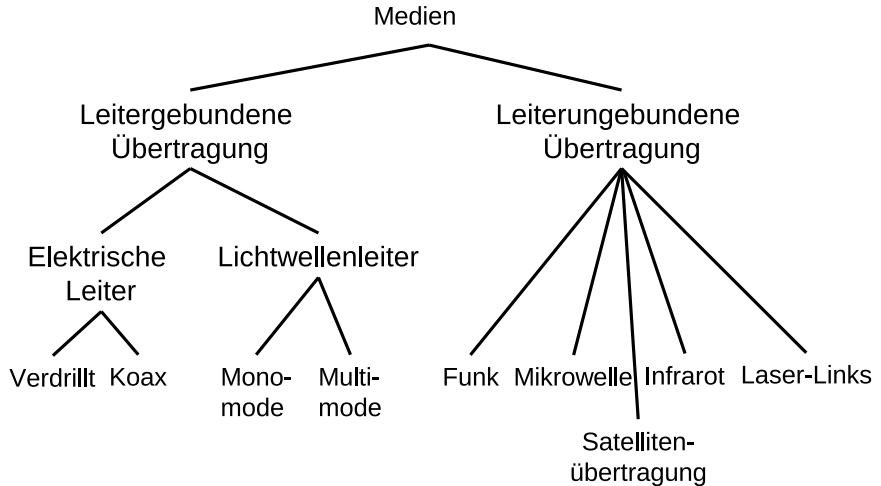 Medien
Leitergebundene
Übertragung
Leiterungebundene
Übertragung
Elektrische
Leiter
Lichtwellenleiter
Verdrillt
Koax
Mono-
mode
Multi-
mode
Funk
Mikrowelle
Infrarot
Laser-Links
Satelliten-
übertragung